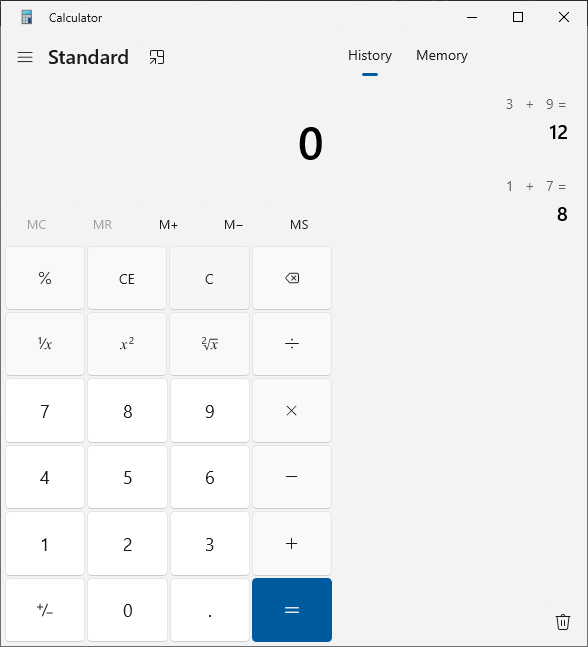 Calculator
Standard
History Memory
3 + 9 =
12
0
1 + 7 =
8
MC MR M+ M− MS
% CE C
¹/x x² ²√x ÷
7 8 9 ×
4 5 6 −
1 2 3 +
+/− 0 . =